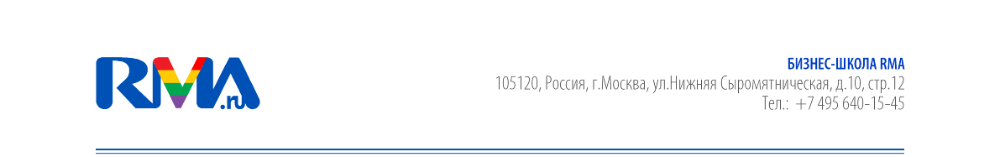 RMA.ru
БИЗНЕС-ШКОЛА RMA
105120, Россия, г.Москва, ул.Нижняя Сыромятническая, д.10, стр.12
Тел.: +7 495 640-15-45